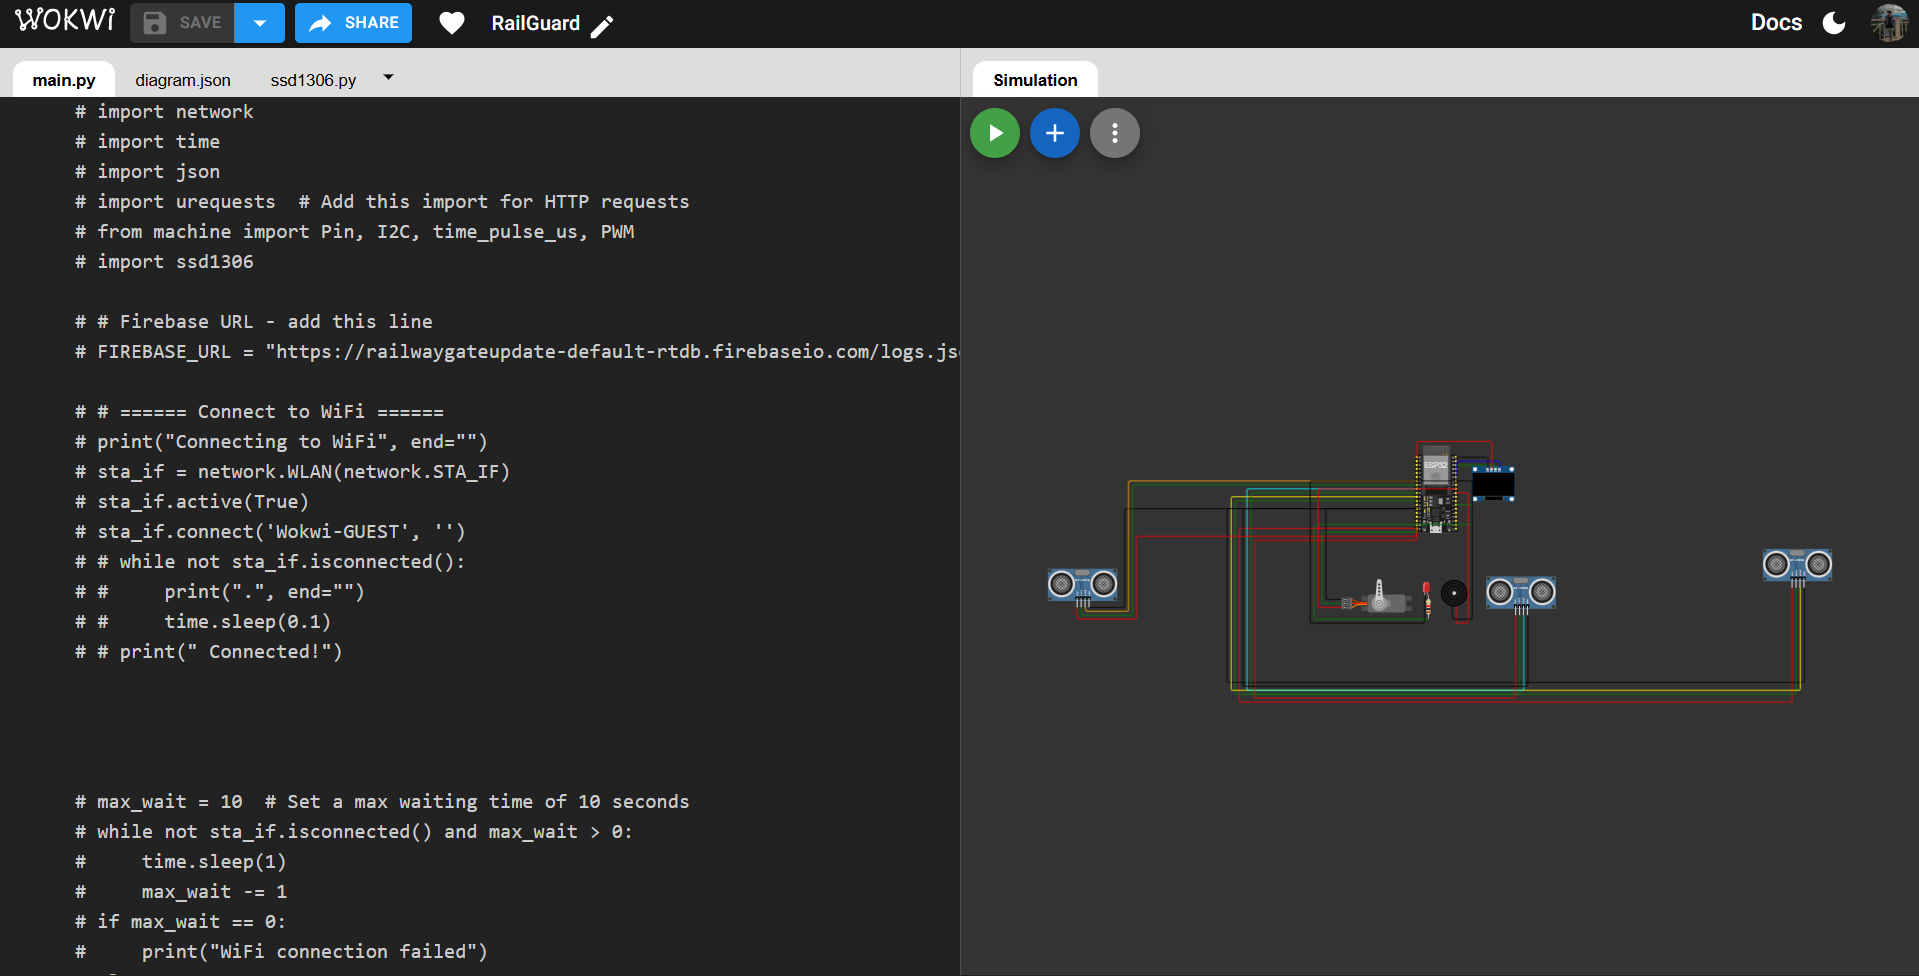 WOKWI
SAVE
SHARE
RailGuard
Docs
main.py
diagram.json
ssd1306.py
Simulation
# import network
# import time
# import json
# import urequests  # Add this import for HTTP requests
# from machine import Pin, I2C, time_pulse_us, PWM
# import ssd1306
# # Firebase URL - add this line
# FIREBASE_URL = "https://railwaygateupdate-default-rtdb.firebaseio.com/logs.js
# # ====== Connect to WiFi ======
# print("Connecting to WiFi", end="")
# sta_if = network.WLAN(network.STA_IF)
# sta_if.active(True)
# sta_if.connect('Wokwi-GUEST', '')
# # while not sta_if.isconnected():
# #     print(".", end="")
# #     time.sleep(0.1)
# # print(" Connected!")
# max_wait = 10  # Set a max waiting time of 10 seconds
# while not sta_if.isconnected() and max_wait > 0:
#     time.sleep(1)
#     max_wait -= 1
# if max_wait == 0:
#     print("WiFi connection failed")
ESP32